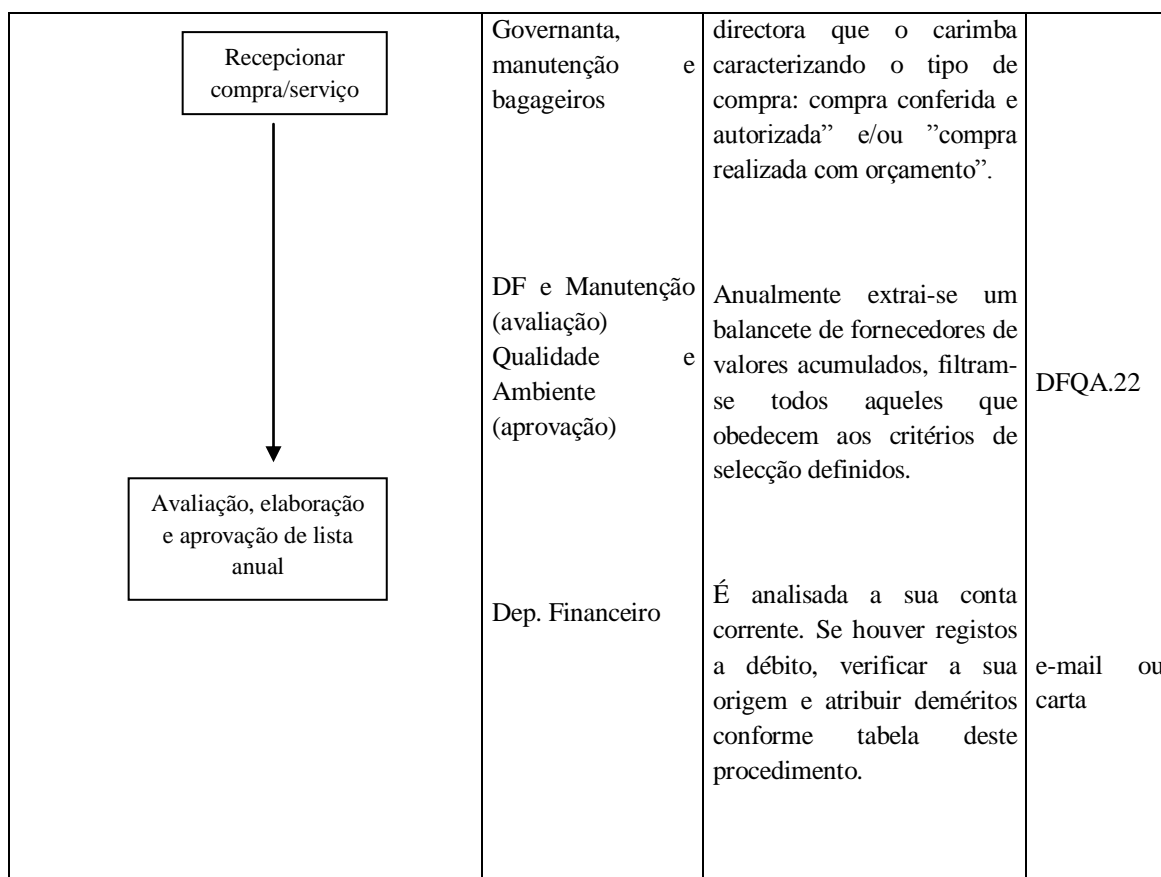 Recepcionar
compra/serviço
Avaliação, elaboração
e aprovação de lista
anual
Governanta,
manutenção e
bagageiros
DF e Manutenção
(avaliação)
Qualidade e
Ambiente
(aprovação)
Dep. Financeiro
directora que o carimba
caracterizando o tipo de
compra: compra conferida e
autorizada” e/ou ”compra
realizada com orçamento”.
Anualmente extrai-se um
balancete de fornecedores de
valores acumulados, filtram-
se todos aqueles que
obedecem aos critérios de
selecção definidos.
É analisada a sua conta
corrente. Se houver registos
a débito, verificar a sua
origem e atribuir deméritos
conforme tabela deste
procedimento.
DFQA.22
e-mail ou
carta